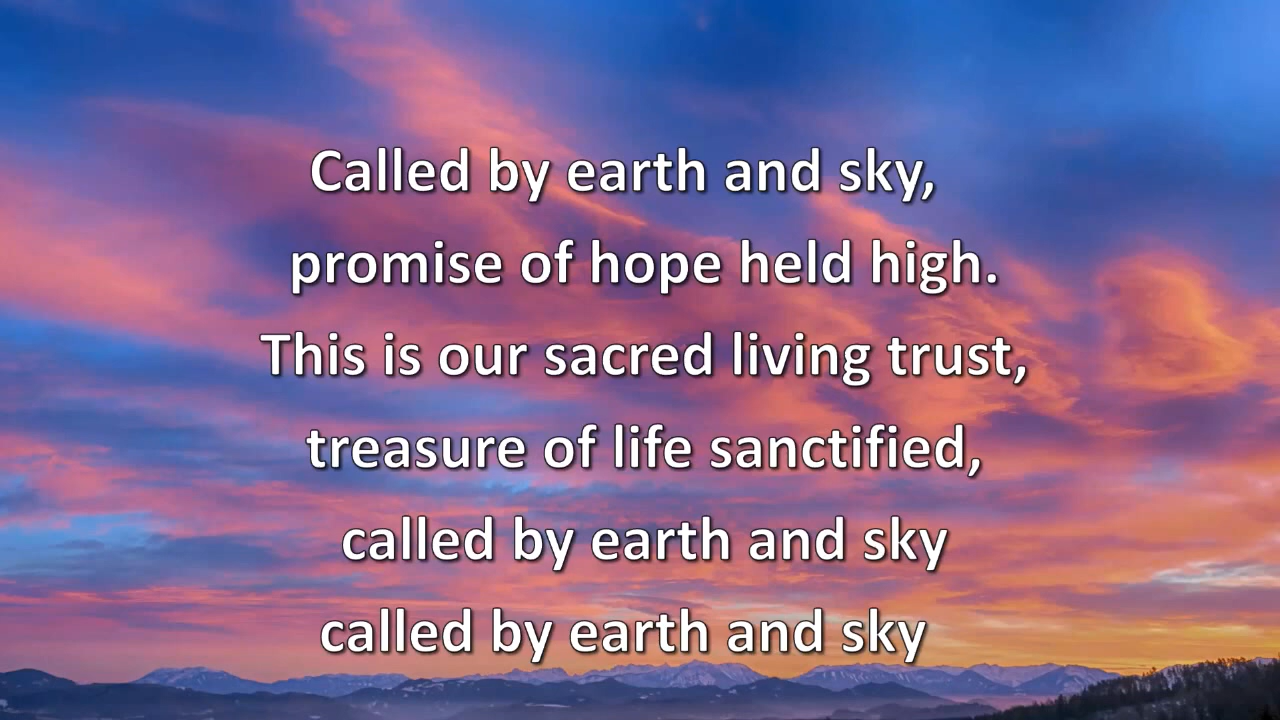 Called by earth and sky,
promise of hope held high.
This is our sacred living trust,
treasure of life sanctified,
called by earth and sky
called by earth and sky